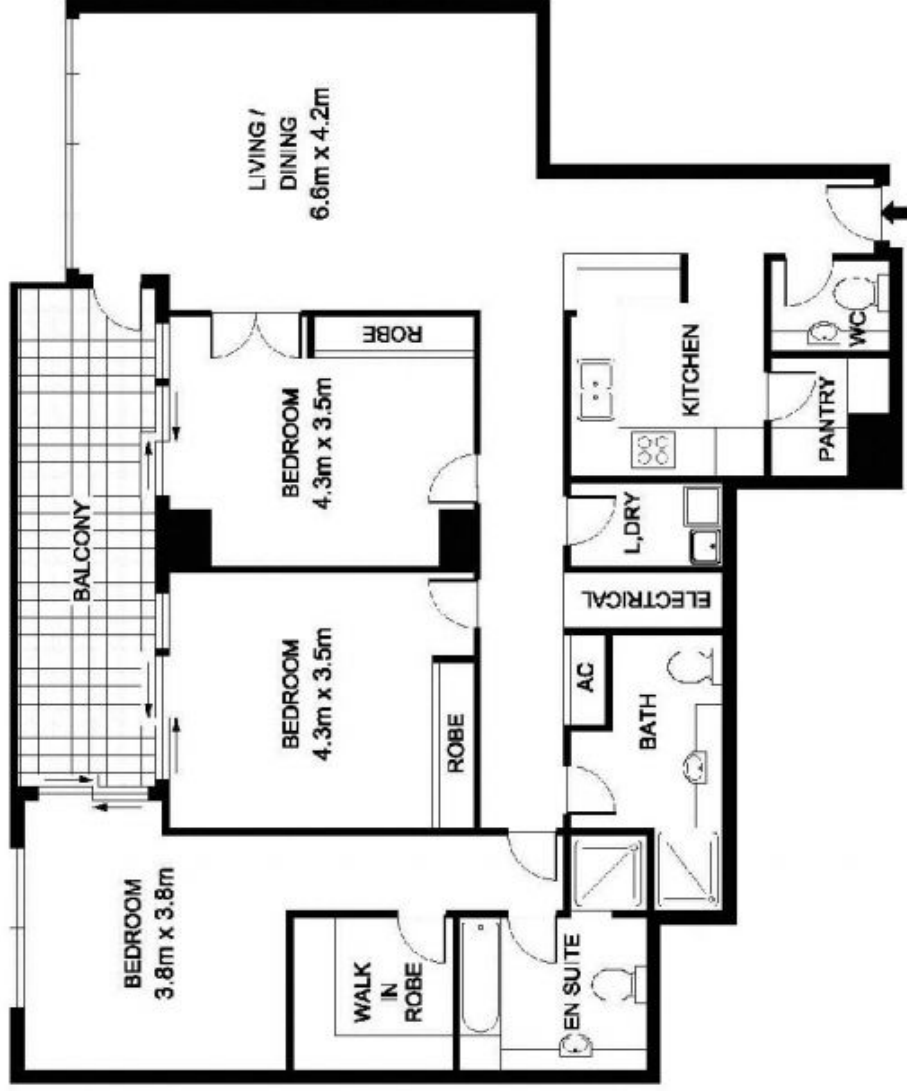 LIVING /
DINING
6.6m x 4.2m
ROBE
BEDROOM
4.3m x 3.5m
KITCHEN
WC
PANTRY
BALCONY
L,DRY
ELECTRICAL
BEDROOM
4.3m x 3.5m
ROBE
AC
BATH
BEDROOM
3.8m x 3.8m
WALK
IN
ROBE
EN SUITE